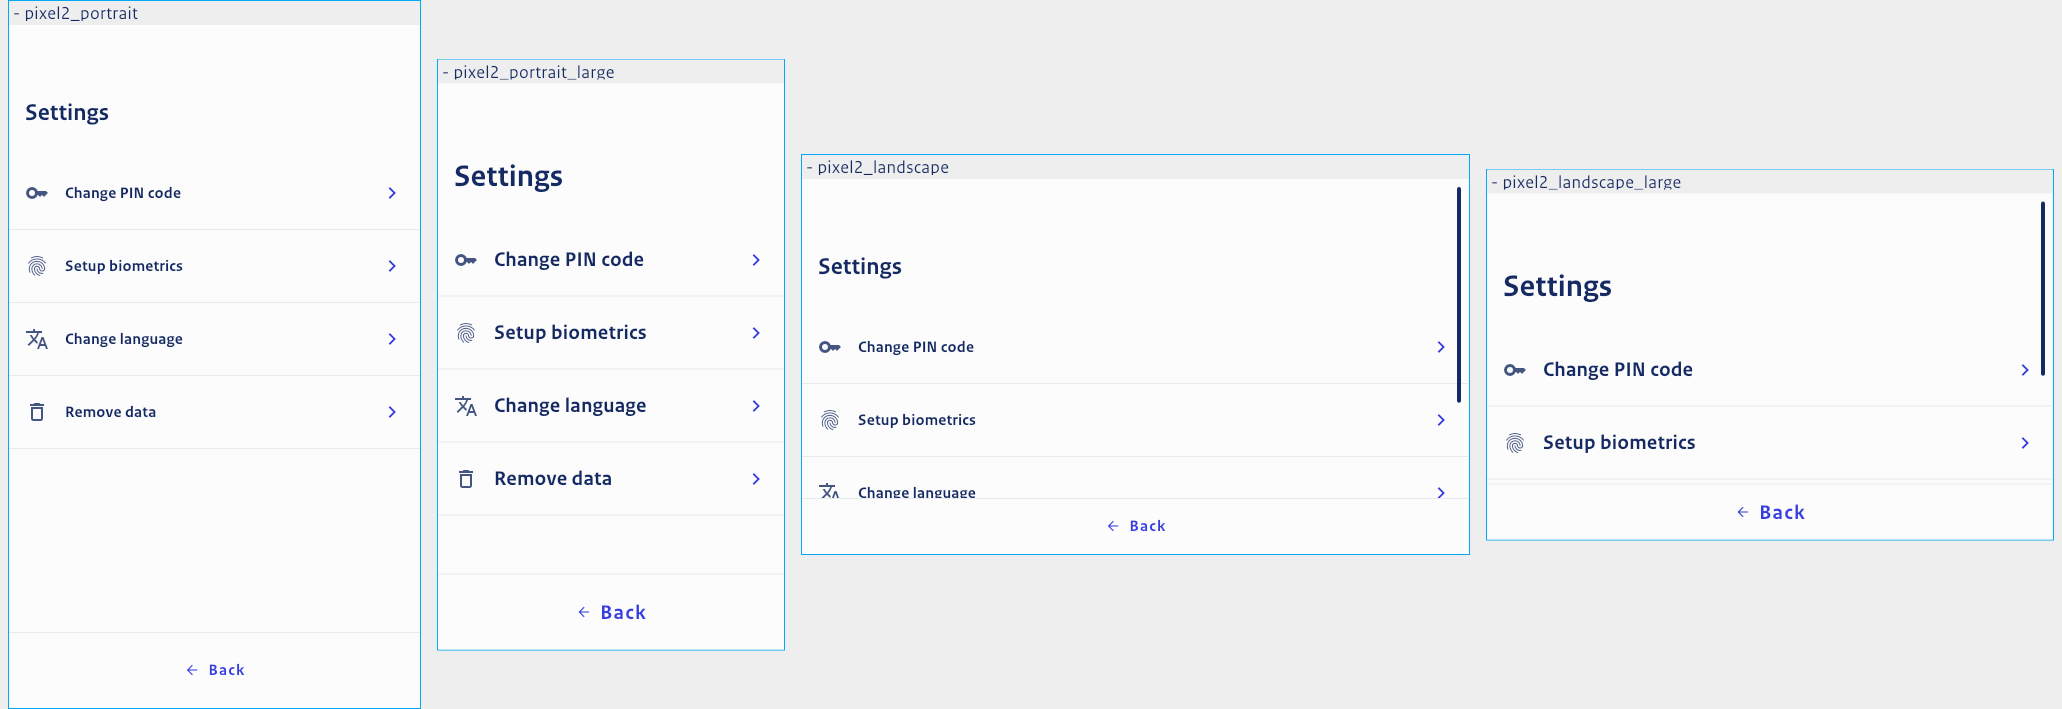 - pixel2_portrait
Settings
Change PIN code
Setup biometrics
Change language
Remove data
Back
- pixel2_portrait_large
Settings
Change PIN code
Setup biometrics
Change language
Remove data
Back
- pixel2_landscape
Settings
Change PIN code
Setup biometrics
Change language
Back
- pixel2_landscape_large
Settings
Change PIN code
Setup biometrics
Back